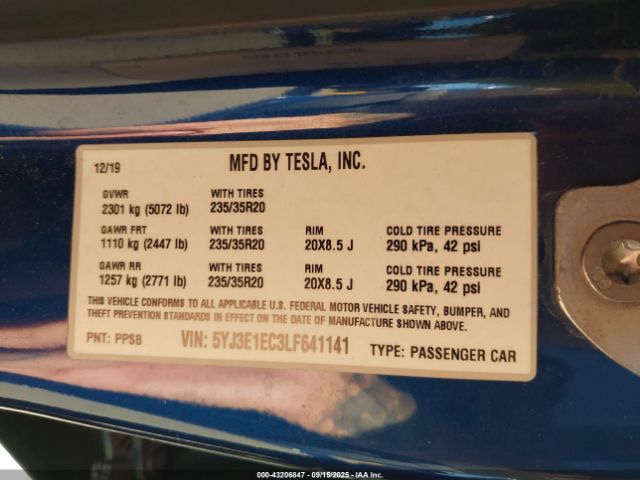 12/19 MFD BY TESLA, INC.
GVWR WITH TIRES
2301 kg (5072 lb) 235/35R20
GAWR FRT WITH TIRES RIM COLD TIRE PRESSURE
1110 kg (2447 lb) 235/35R20 20X8.5 J 290 kPa, 42 psi
GAWR RR WITH TIRES RIM COLD TIRE PRESSURE
1257 kg (2771 lb) 235/35R20 20X8.5 J 290 kPa, 42 psi
THIS VEHICLE CONFORMS TO ALL APPLICABLE U.S. FEDERAL MOTOR VEHICLE SAFETY, BUMPER, AND
THEFT PREVENTION STANDARDS IN EFFECT ON THE DATE OF MANUFACTURE SHOWN ABOVE.
PNT: PPSB VIN: 5YJ3E1EC3LF641141 TYPE: PASSENGER CAR
000-43206847 - 09/15/2025 - IAA Inc.